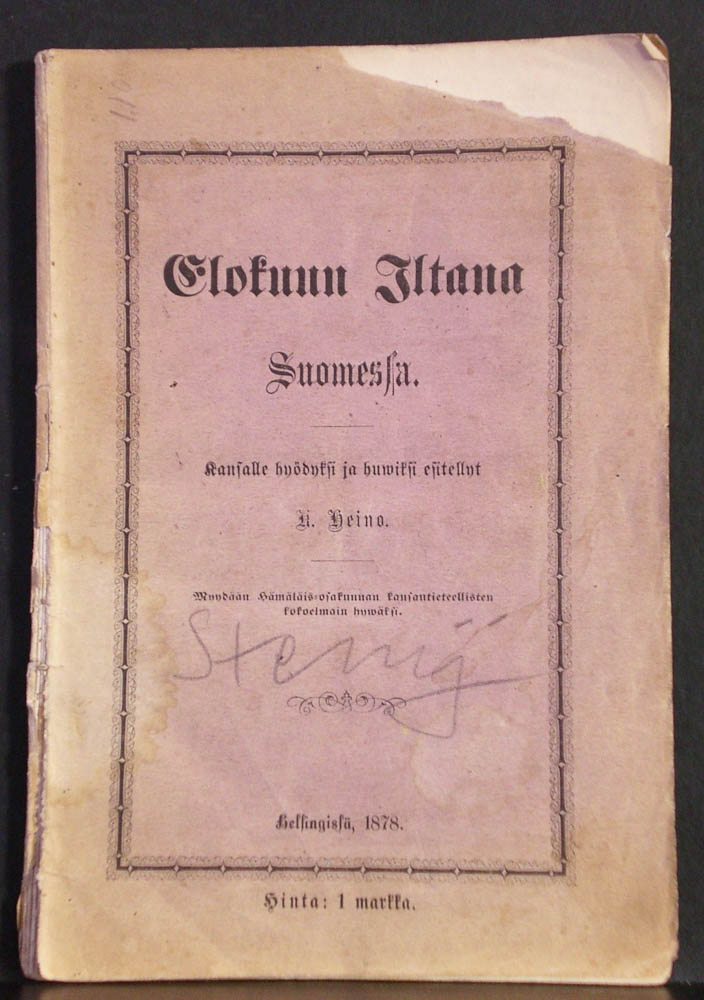 Elokuun Iltana
Suomessa.
Kansalle hyödyksi ja huwiksi esitellyt
K. Heino.
Myydään Hämäläis-osakunnan kansantieteellisten
kokoelmain hywäksi.
Helsingissä, 1878.
Hinta: 1 markka.